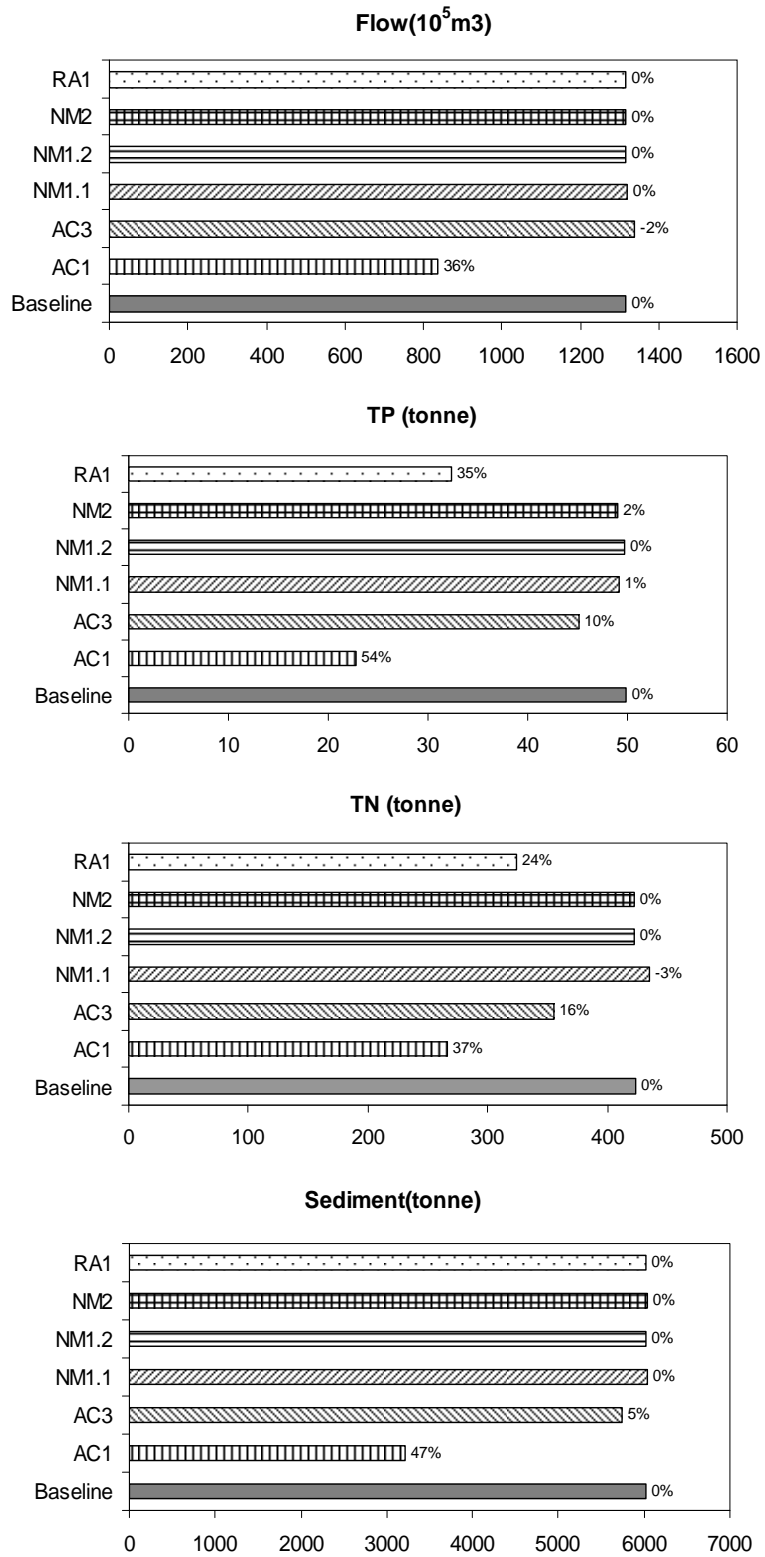 Flow(10⁵m3)
RA1 0%
NM2 0%
NM1.2 0%
NM1.1 0%
AC3 -2%
AC1 36%
Baseline 0%
0 200 400 600 800 1000 1200 1400 1600
TP (tonne)
RA1 35%
NM2 2%
NM1.2 0%
NM1.1 1%
AC3 10%
AC1 54%
Baseline 0%
0 10 20 30 40 50 60
TN (tonne)
RA1 24%
NM2 0%
NM1.2 0%
NM1.1 -3%
AC3 16%
AC1 37%
Baseline 0%
0 100 200 300 400 500
Sediment(tonne)
RA1 0%
NM2 0%
NM1.2 0%
NM1.1 0%
AC3 5%
AC1 47%
Baseline 0%
0 1000 2000 3000 4000 5000 6000 7000